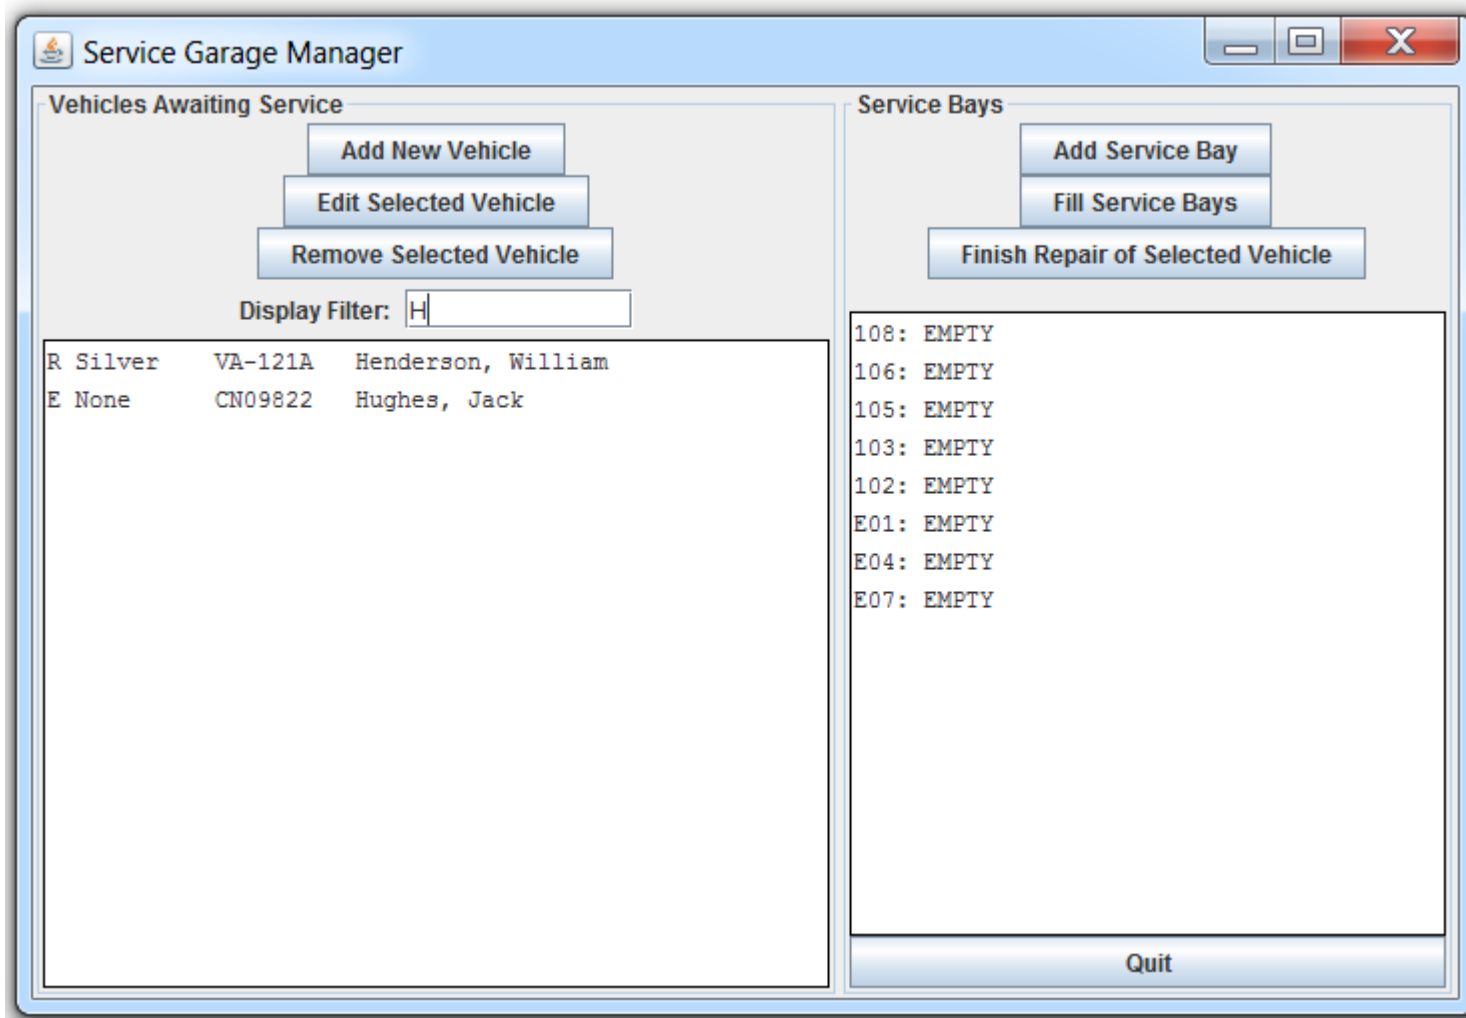 Service Garage Manager
Vehicles Awaiting Service
Add New Vehicle
Edit Selected Vehicle
Remove Selected Vehicle
Display Filter: H
R Silver VA-121A Henderson, William
E None CN09822 Hughes, Jack
Service Bays
Add Service Bay
Fill Service Bays
Finish Repair of Selected Vehicle
108: EMPTY
106: EMPTY
105: EMPTY
103: EMPTY
102: EMPTY
E01: EMPTY
E04: EMPTY
E07: EMPTY
Quit